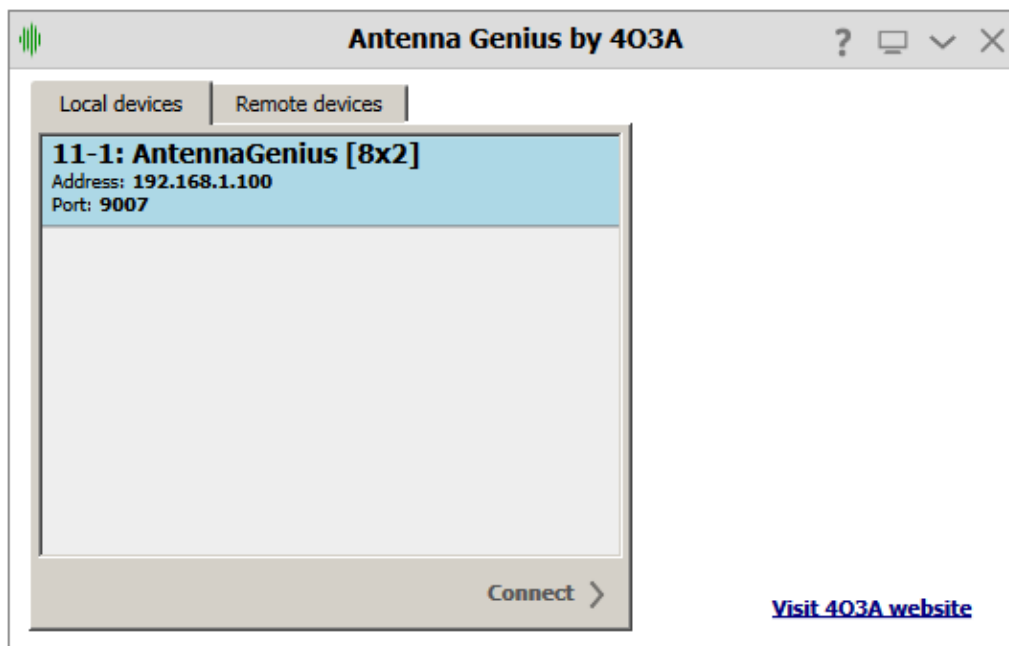 Antenna Genius by 4O3A ?
Local devices Remote devices
11-1: AntennaGenius [8x2]
Address: 192.168.1.100
Port: 9007
Connect
Visit 4O3A website